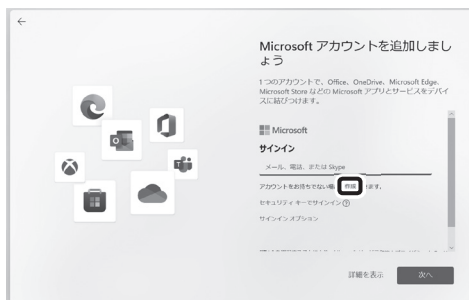 Microsoft アカウントを追加しまし
ょう
1 つのアカウントで、Office、OneDrive、Microsoft Edge、
Microsoft Store などの Microsoft アプリとサービスをデバイ
スに結びつけます。
Microsoft
サインイン
メール、電話、または Skype
アカウントをお持ちでない場 作成 ます。
セキュリティ キーでサインイン
サインイン オプション
詳細を表示
次へ